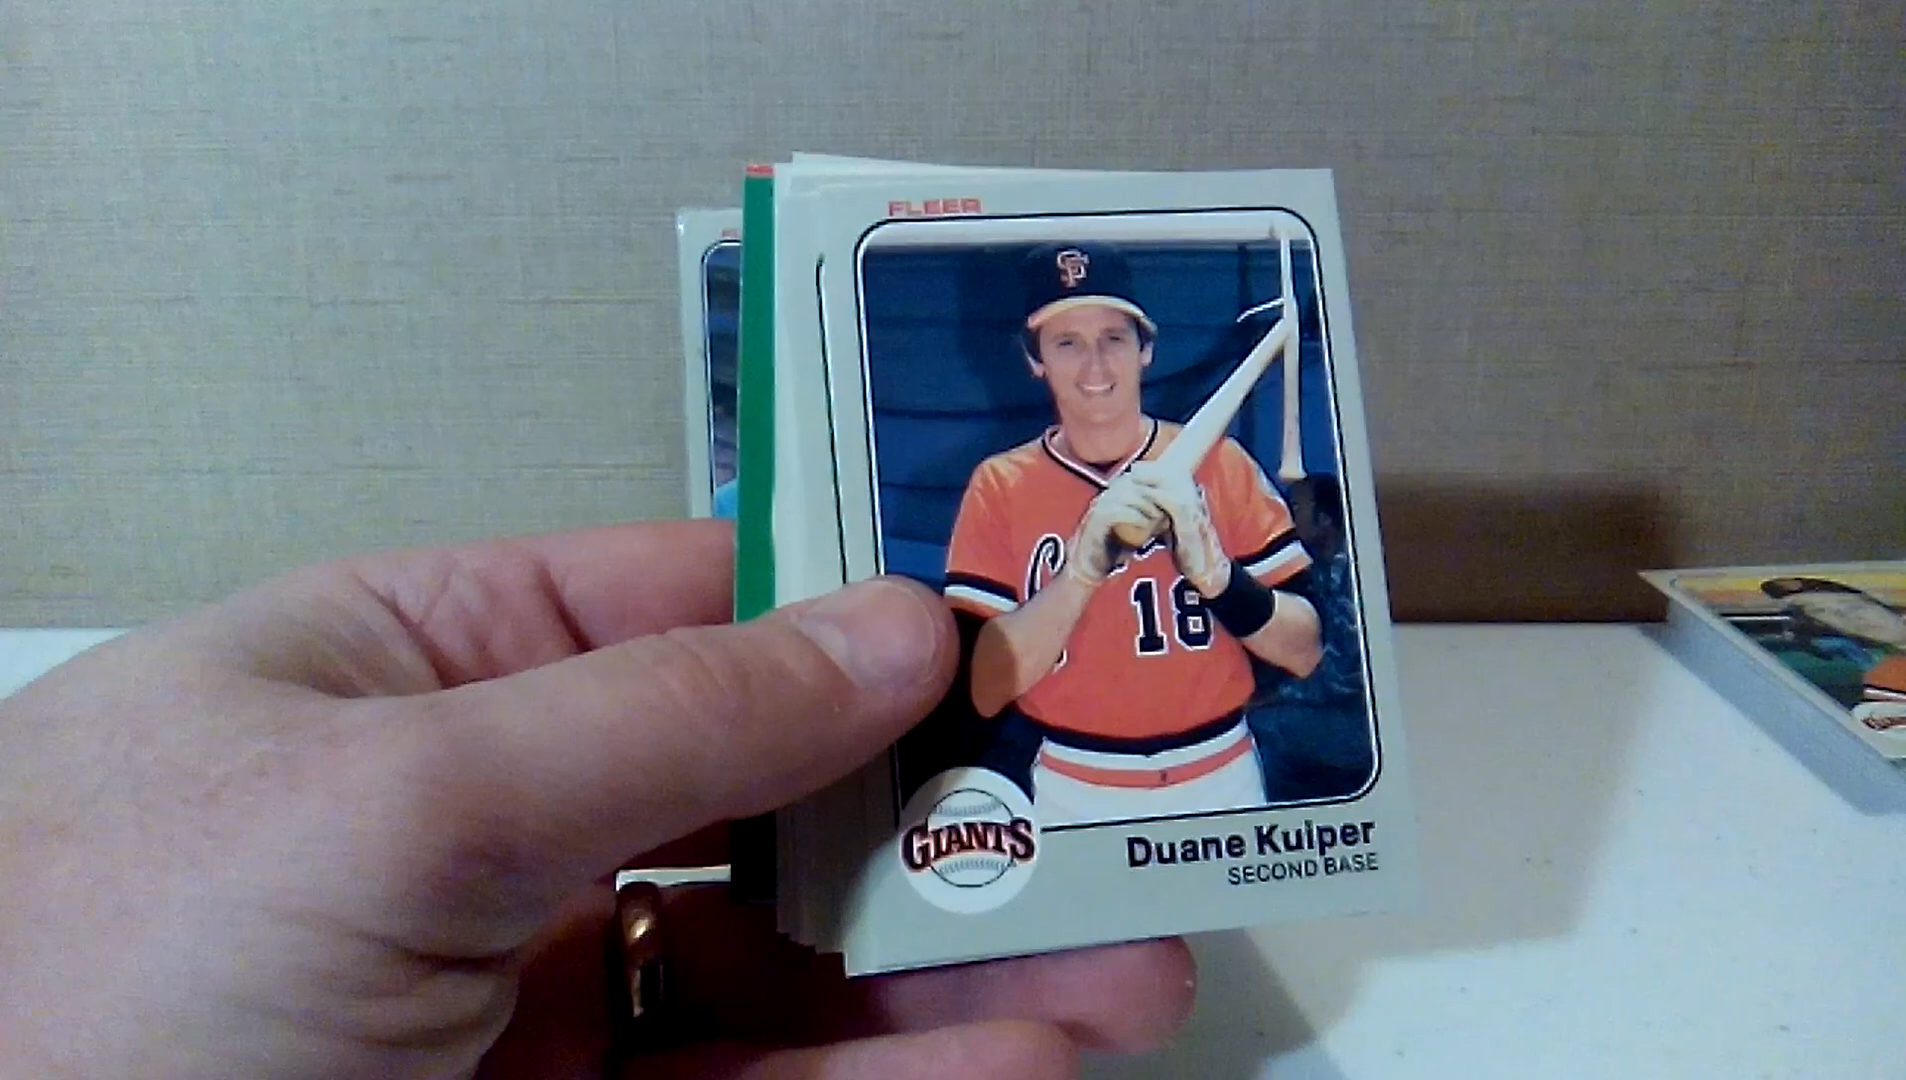 FLEER
SF
18
GIANTS
Duane Kuiper
SECOND BASE